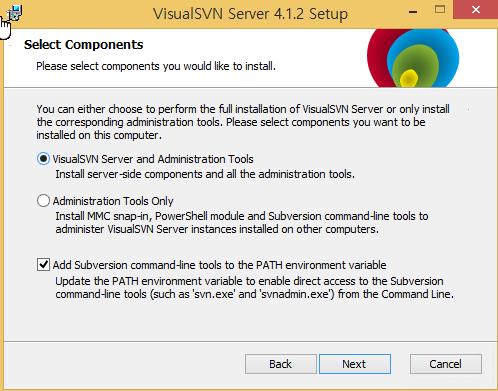 VisualSVN Server 4.1.2 Setup
Select Components
Please select components you would like to install.
You can either choose to perform the full installation of VisualSVN Server or only install
the corresponding administration tools. Please select components you want to be
installed on this computer.
VisualSVN Server and Administration Tools
Install server-side components and all the administration tools.
Administration Tools Only
Install MMC snap-in, PowerShell module and Subversion command-line tools to
administer VisualSVN Server instances installed on other computers.
Add Subversion command-line tools to the PATH environment variable
Update the PATH environment variable to enable direct access to the Subversion
command-line tools (such as 'svn.exe' and 'svnadmin.exe') from the Command Line.
Back
Next
Cancel